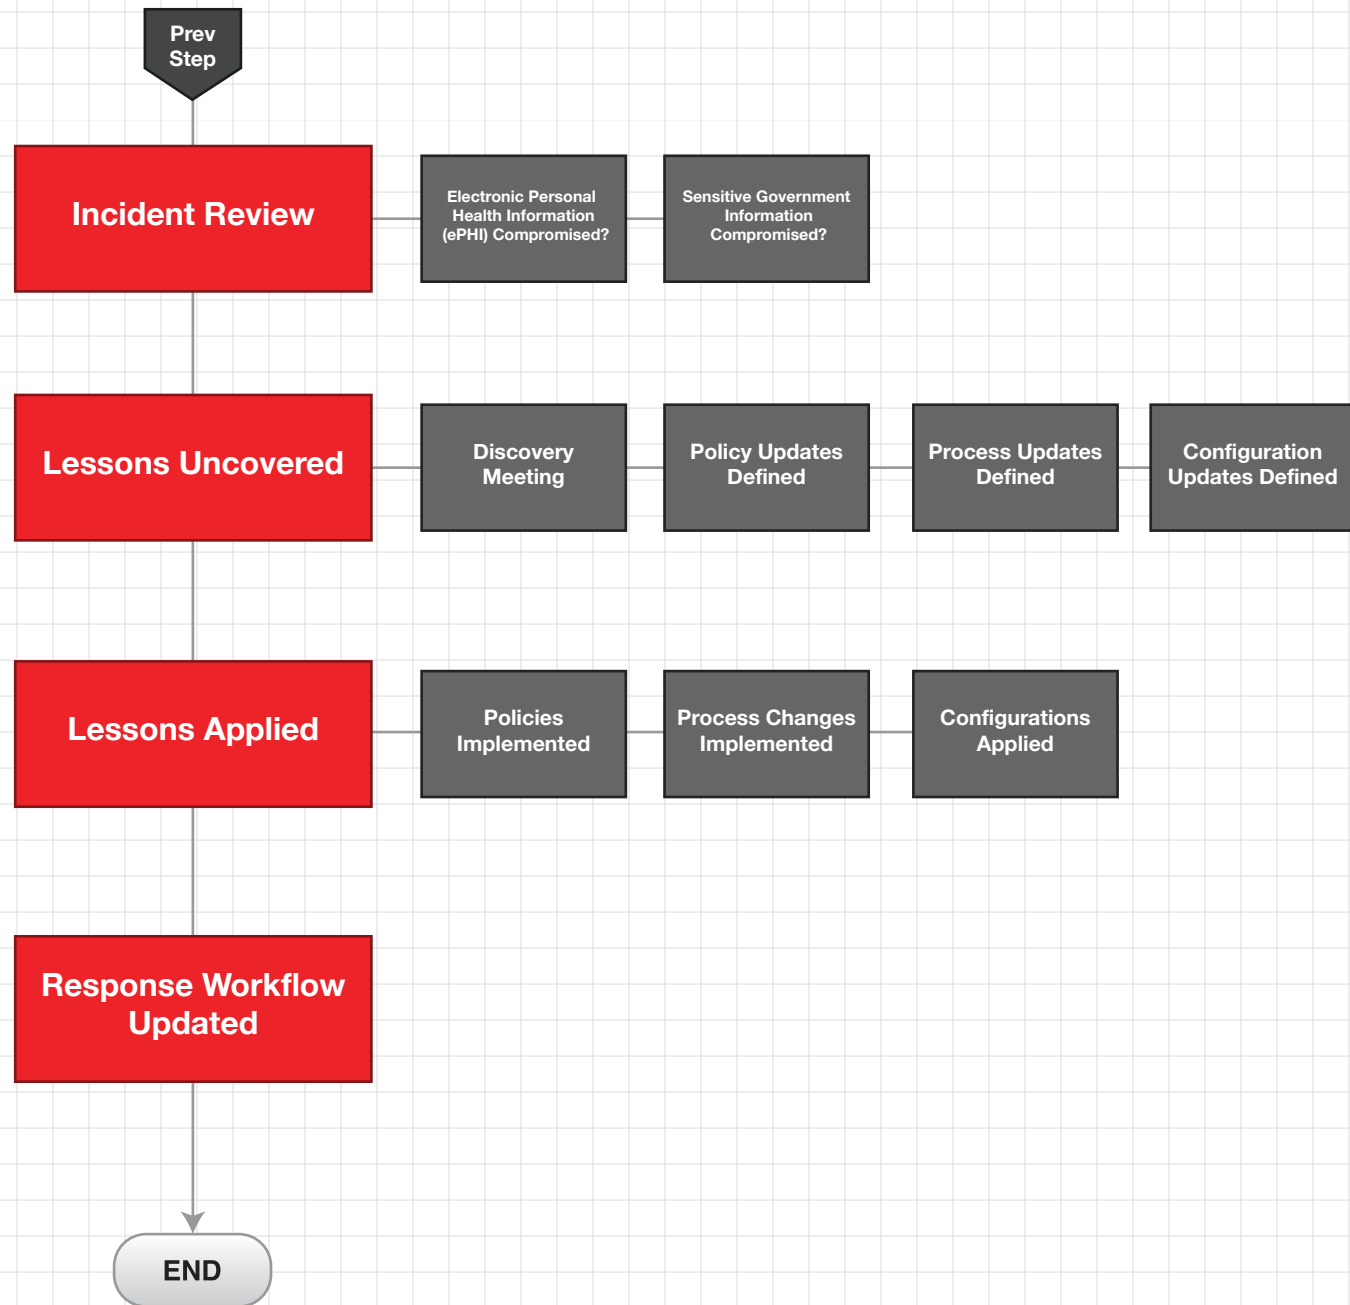 Prev
Step
Incident Review
Electronic Personal
Health Information
(ePHI) Compromised?
Sensitive Government
Information
Compromised?
Lessons Uncovered
Discovery
Meeting
Policy Updates
Defined
Process Updates
Defined
Configuration
Updates Defined
Lessons Applied
Policies
Implemented
Process Changes
Implemented
Configurations
Applied
Response Workflow
Updated
END